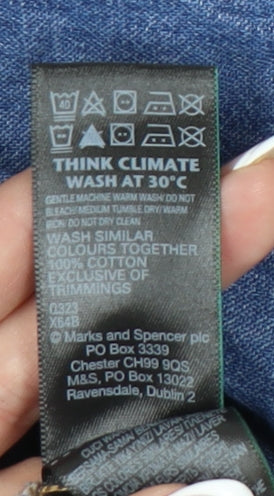 40
THINK CLIMATE
WASH AT 30°C
GENTLE MACHINE WARM WASH/ DO NOT
BLEACH/ MEDIUM TUMBLE DRY/ WARM
IRON/ DO NOT DRY CLEAN
WASH SIMILAR
COLOURS TOGETHER
100% COTTON
EXCLUSIVE OF
TRIMMINGS
0323
X64B
© Marks and Spencer plc
PO Box 3339
Chester CH99 9QS
M&S, PO Box 13022
Ravensdale, Dublin 2